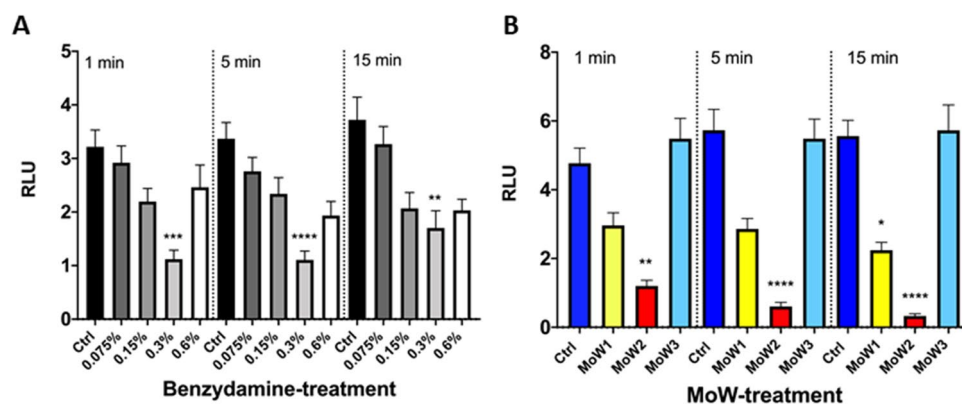 A
1 min
5 min
15 min
RLU
5
4
3
2
1
0
***
****
**
Ctrl
0.075%
0.15%
0.3%
0.6%
Ctrl
0.075%
0.15%
0.3%
0.6%
Ctrl
0.075%
0.15%
0.3%
0.6%
Benzydamine-treatment
B
1 min
5 min
15 min
RLU
8
6
4
2
0
**
****
*
****
Ctrl
MoW1
MoW2
MoW3
Ctrl
MoW1
MoW2
MoW3
Ctrl
MoW1
MoW2
MoW3
MoW-treatment